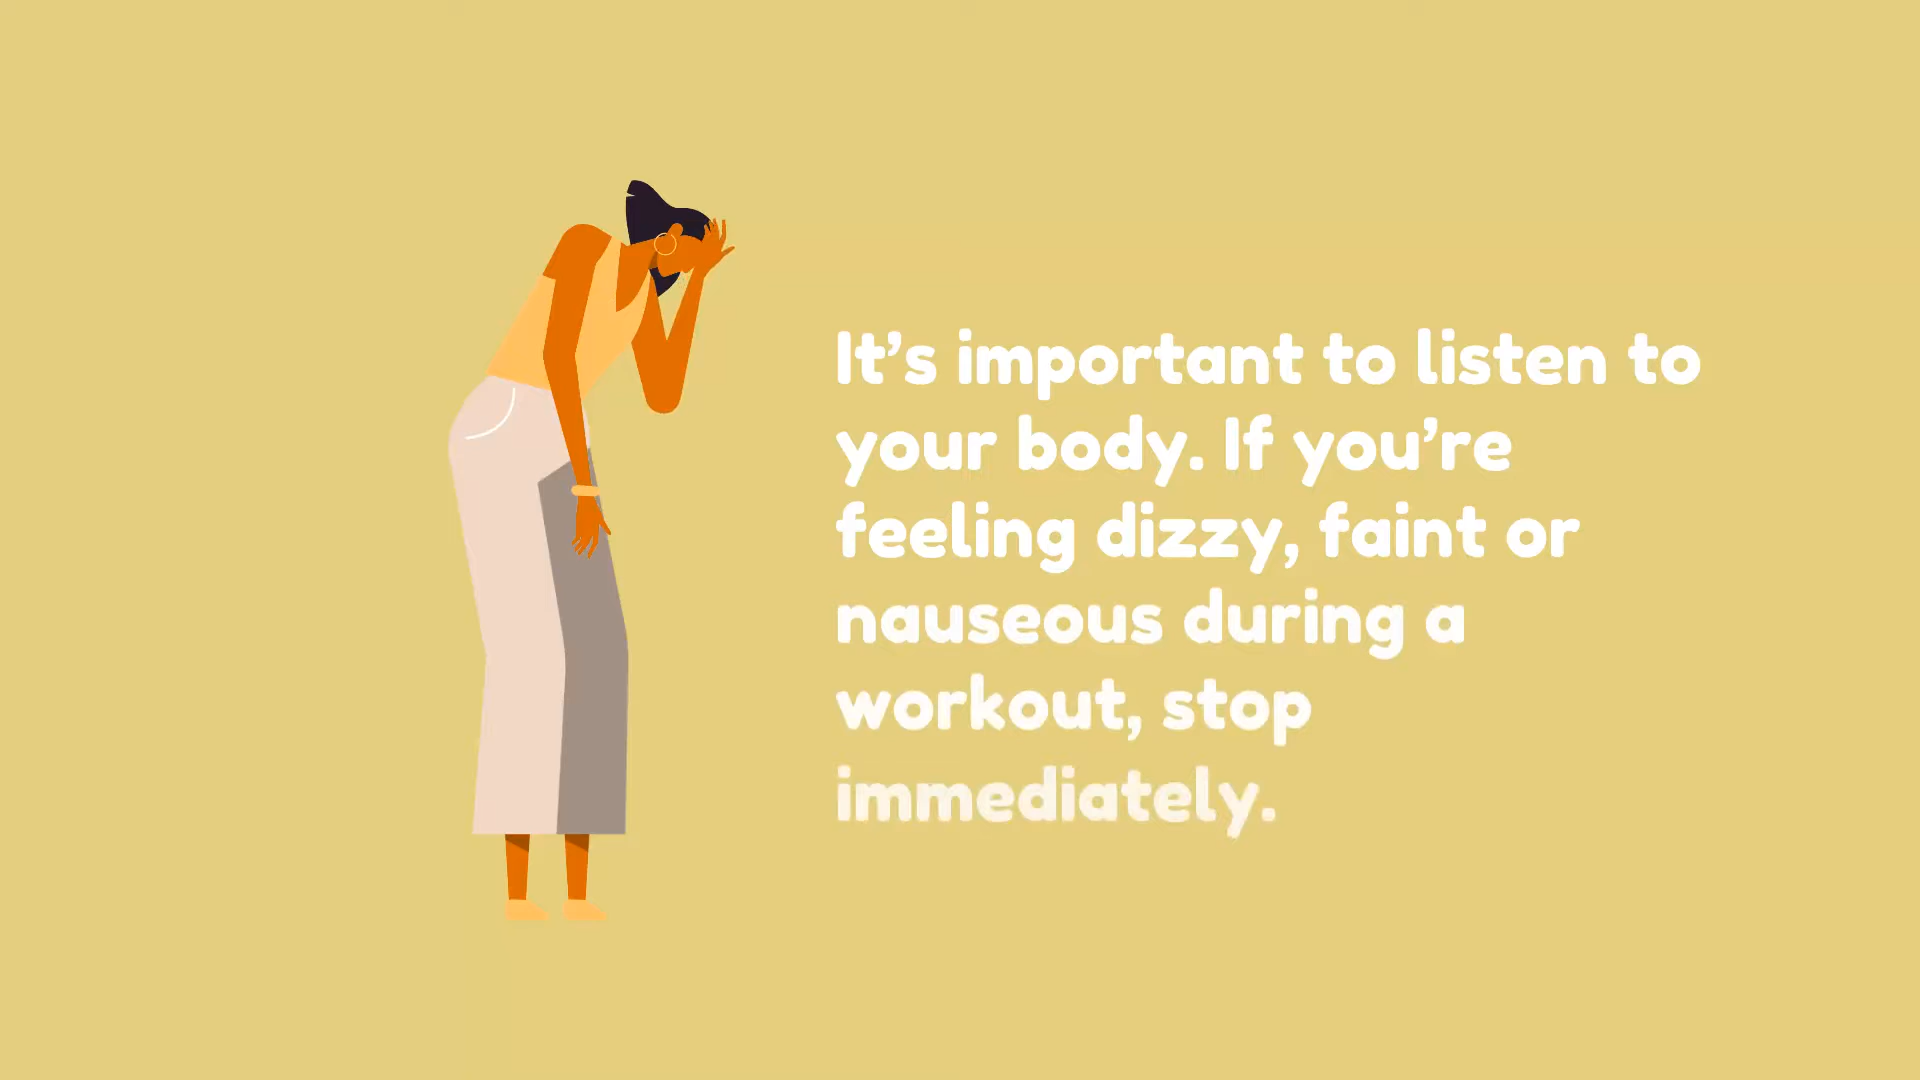 It’s important to listen to
your body. If you’re
feeling dizzy, faint or
nauseous during a
workout, stop
immediately.